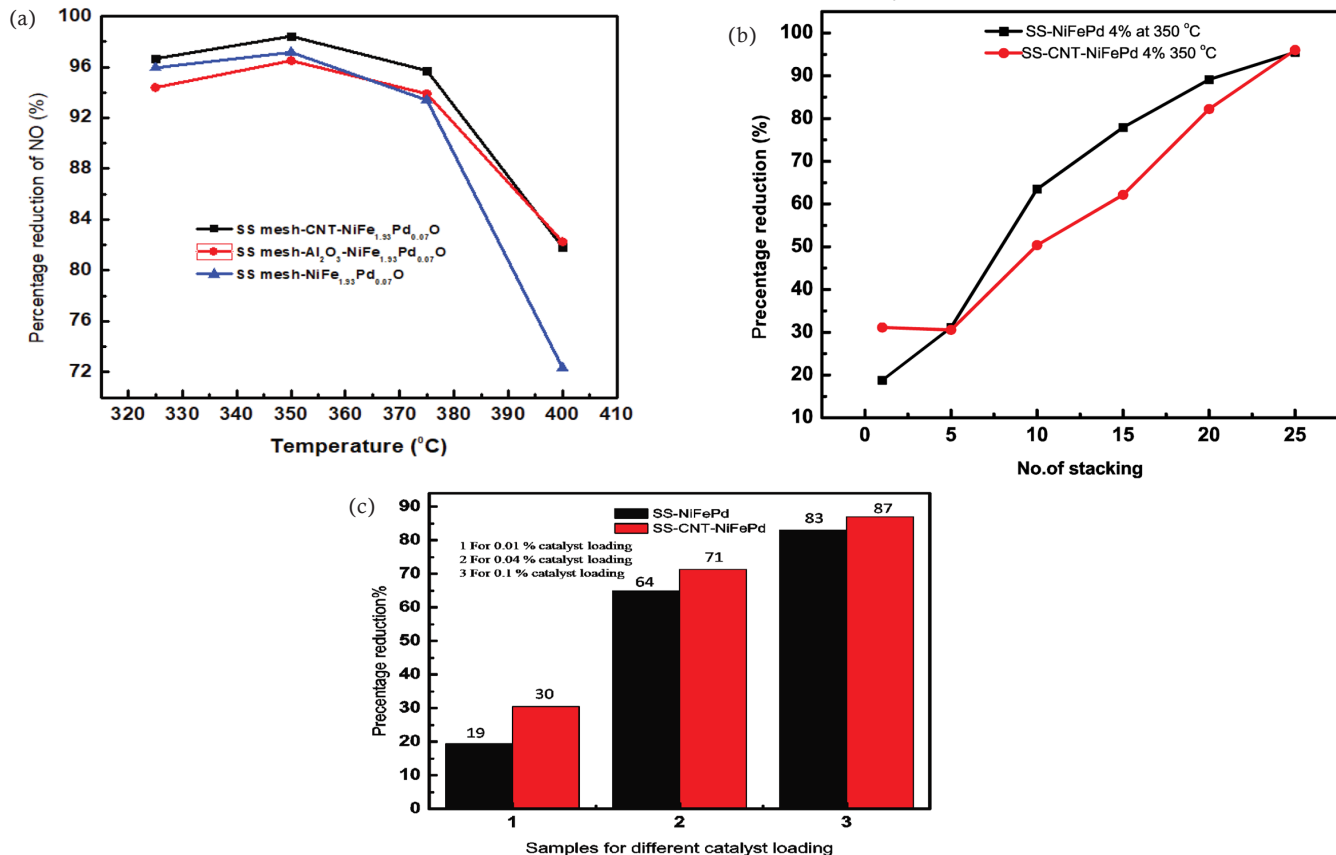 (a)
100
96
92
88
84
80
76
72
Percentage reduction of NO (%)
SS mesh-CNT-NiFe₁.₉₃Pd₀.₀₇O
SS mesh-Al₂O₃-NiFe₁.₉₃Pd₀.₀₇O
SS mesh-NiFe₁.₉₃Pd₀.₀₇O
320 330 340 350 360 370 380 390 400 410
Temperature (⁰C)
(b)
100
90
80
70
60
50
40
30
20
10
Precentage reduction (%)
SS-NiFePd 4% at 350 °C
SS-CNT-NiFePd 4% 350 °C
0 5 10 15 20 25
No.of stacking
(c)
90
80
70
60
50
40
30
20
10
0
Precentage reduction%
SS-NiFePd
SS-CNT-NiFePd
1 For 0.01 % catalyst loading
2 For 0.04 % catalyst loading
3 For 0.1 % catalyst loading
19 30 64 71 83 87
1 2 3
Samples for different catalyst loading